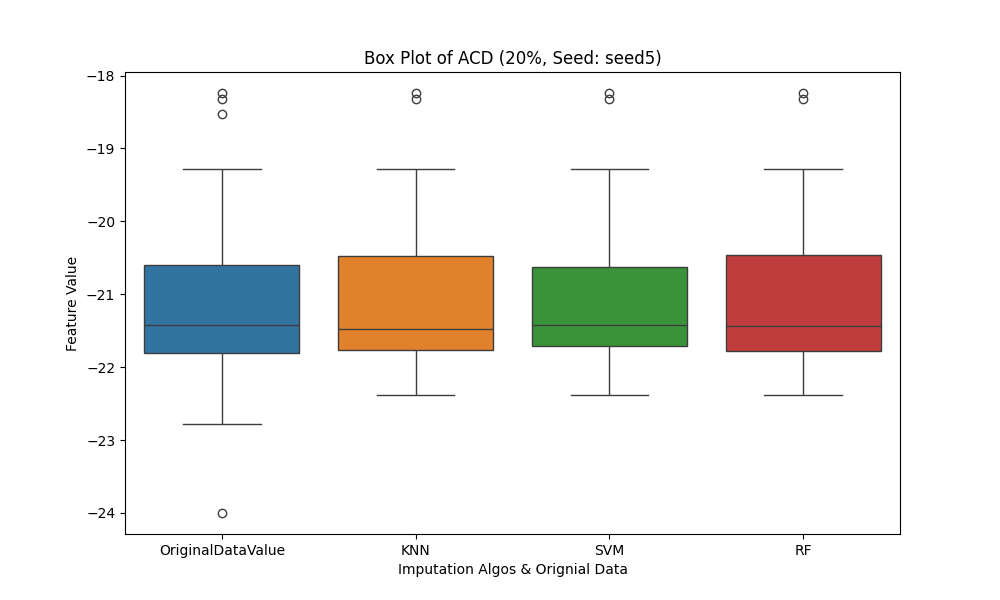 Box Plot of ACD (20%, Seed: seed5)
−18
−19
−20
−21
−22
−23
−24
Feature Value
OriginalDataValue KNN SVM RF
Imputation Algos & Orignial Data